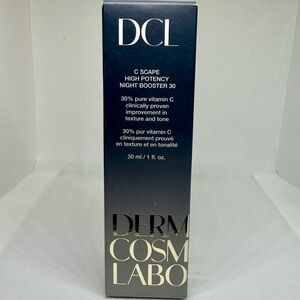 DCL
C SCAPE
HIGH POTENCY
NIGHT BOOSTER 30
30% pure vitamin C
clinically proven
improvement in
texture and tone
30% pur vitamin C
cliniquement prouvé
en texture et en tonalité
30 ml / 1 fl. oz.
DERM
COSM
LABO